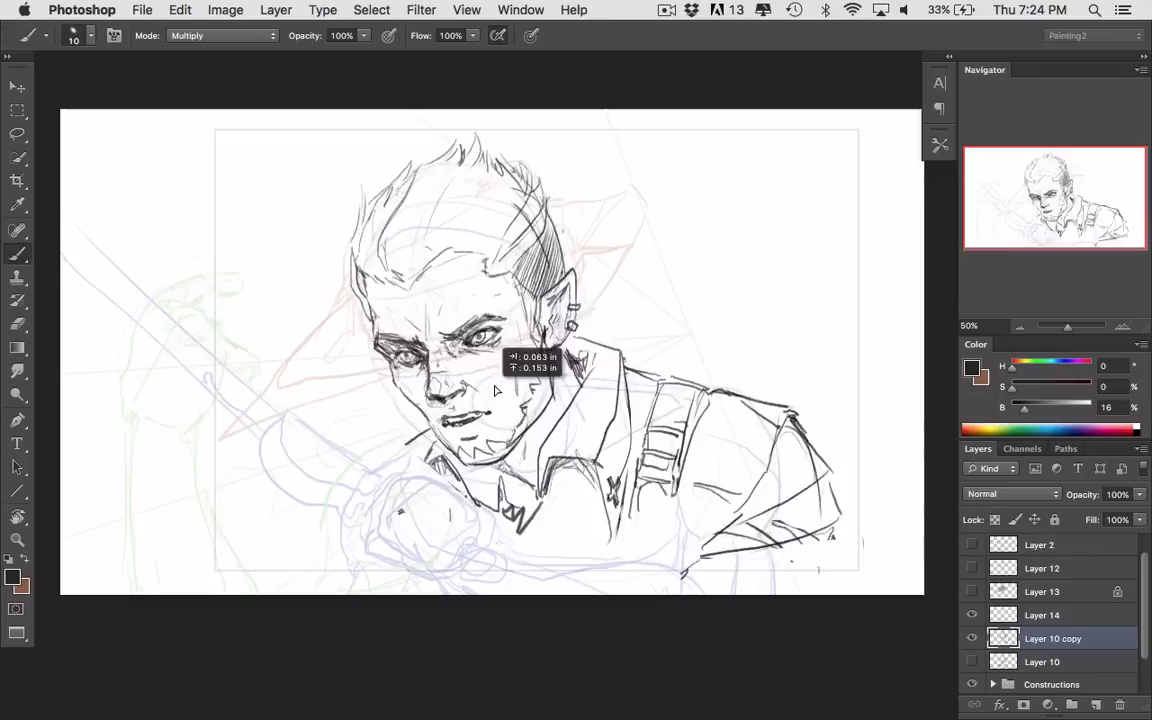 Photoshop File Edit Image Layer Type Select Filter View Window Help 13 33% Thu 7:24 PM
10 Mode: Multiply Opacity: 100% Flow: 100% Painting2
Navigator
50%
Color
H 0 °
S 0 %
B 16 %
0.063 in
0.153 in
Layers Channels Paths
Kind
Normal Opacity: 100%
Lock: Fill: 100%
Layer 2
Layer 12
Layer 13
Layer 14
Layer 10 copy
Layer 10
Constructions